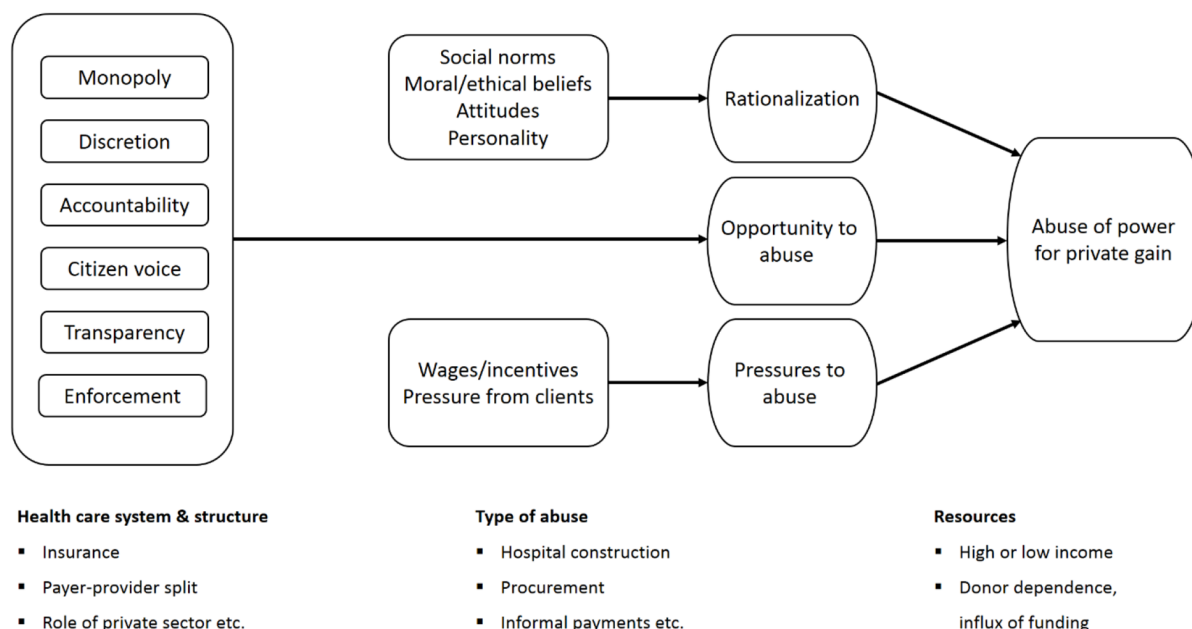 Monopoly
Discretion
Accountability
Citizen voice
Transparency
Enforcement
Social norms
Moral/ethical beliefs
Attitudes
Personality
Rationalization
Opportunity to
abuse
Wages/incentives
Pressure from clients
Pressures to
abuse
Abuse of power
for private gain
Health care system & structure
▪ Insurance
▪ Payer-provider split
▪ Role of private sector etc.
Type of abuse
▪ Hospital construction
▪ Procurement
▪ Informal payments etc.
Resources
▪ High or low income
▪ Donor dependence,
influx of funding